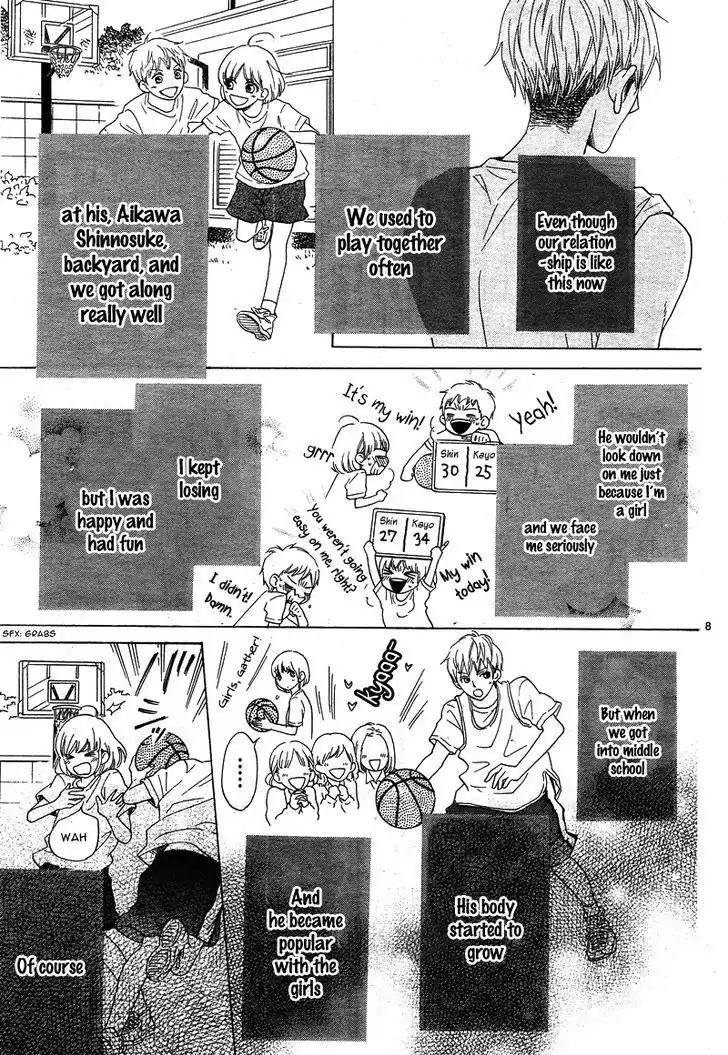 Even though
our relation
-ship is like
this now
We used to
play together
often
at his, Aikawa
Shinnosuke,
backyard, and
we got along
really well
He wouldn't
look down
on me just
because I'm
a girl
and we face
me seriously
It's my win!
Yeah!
grrr
Shin
Kayo
30
25
Shin
Kayo
27
34
My win
today!
You weren't going
easy on me, right?
I didn't!
Damn.
I kept
losing
but I was
happy and
had fun
8
But when
we got
into middle
school
His body
started to
grow
kyaaa~
Girls, Gather!
....
And
he became
popular
with the
girls
SFX: GRABS
WAH
Of course